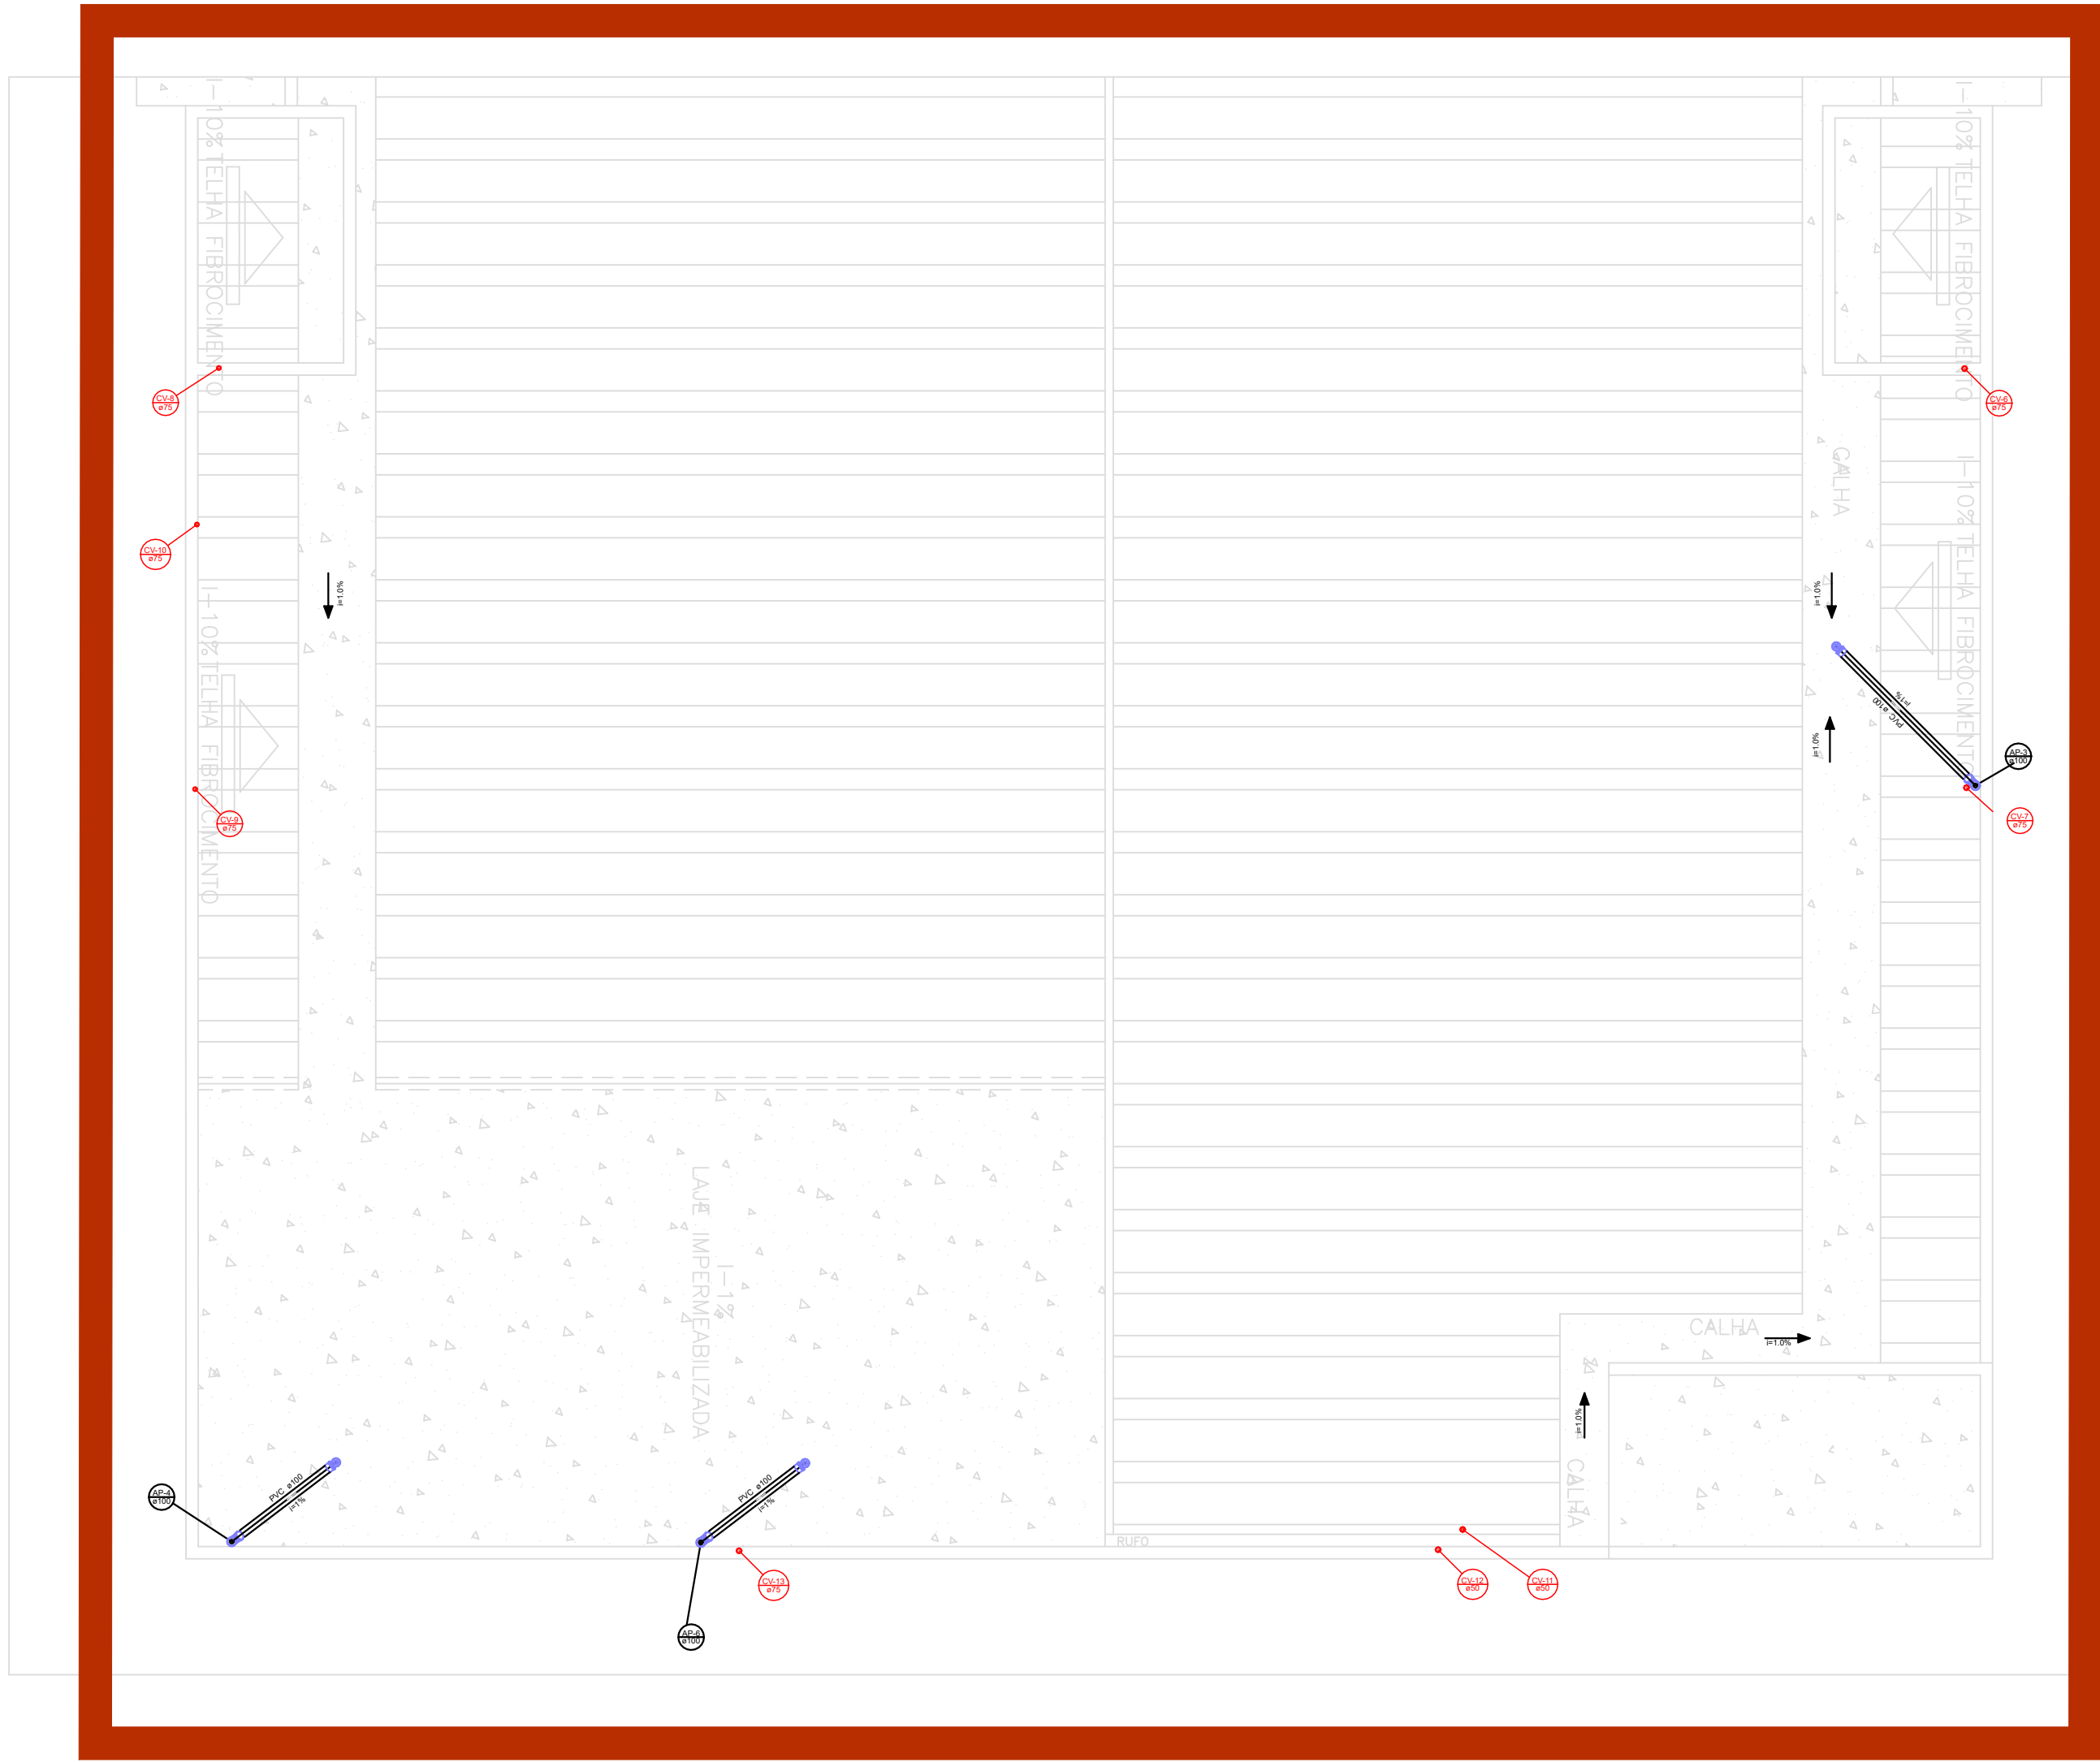 I-10%
TELHA FIBROCIMENTO
I-10%
TELHA FIBROCIMENTO
CV-8
ø75
CV-6
ø75
CALHA
I-10%
TELHA FIBROCIMENTO
CV-10
ø75
i=1.0%
i=1.0%
I-10%
TELHA FIBROCIMENTO
i=1%
PVC ø100
i=1.0%
AP-3
ø100
CV-9
ø75
CV-7
ø75
LAJE IMPERMEABILIZADA
I-1%
CALHA
i=1.0%
i=1.0%
CALHA
AP-4
ø100
PVC ø100
i=1%
PVC ø100
i=1%
RUFO
CV-13
ø75
CV-12
ø50
CV-11
ø50
AP-6
ø100